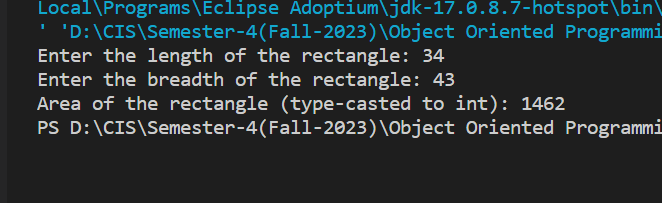 Local\Programs\Eclipse Adoptium\jdk-17.0.8.7-hotspot\bin\
' 'D:\CIS\Semester-4(Fall-2023)\Object Oriented Programmi
Enter the length of the rectangle: 34
Enter the breadth of the rectangle: 43
Area of the rectangle (type-casted to int): 1462
PS D:\CIS\Semester-4(Fall-2023)\Object Oriented Programmi